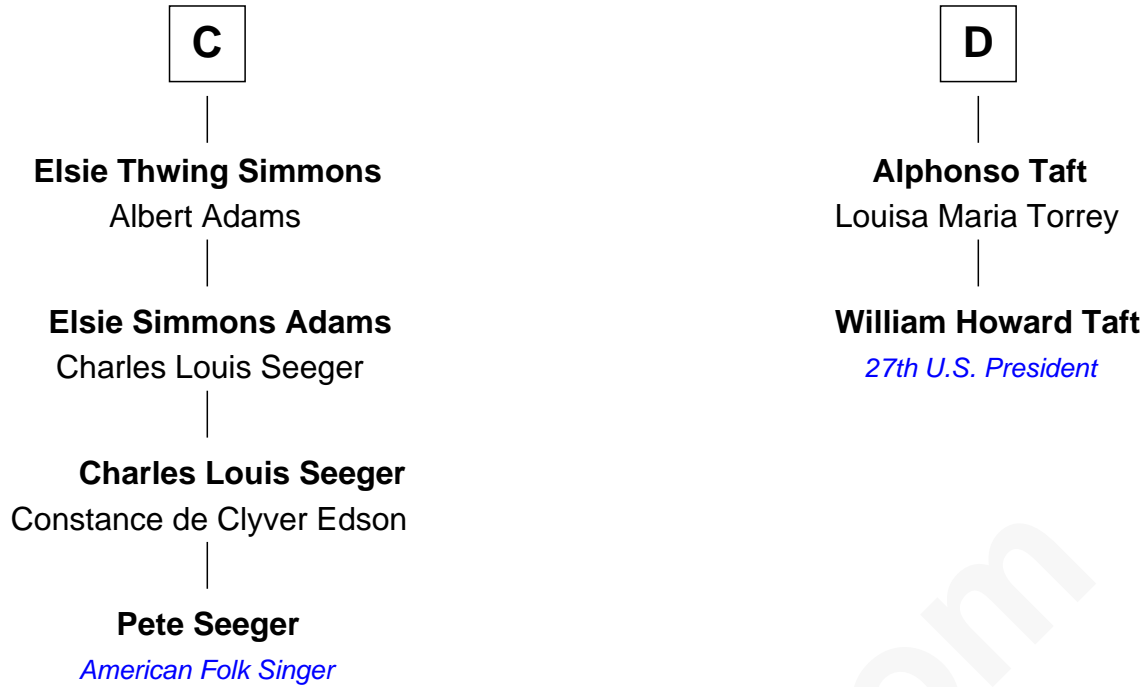 C
Elsie Thwing Simmons
Albert Adams
Elsie Simmons Adams
Charles Louis Seeger
Charles Louis Seeger
Constance de Clyver Edson
Pete Seeger
American Folk Singer
D
Alphonso Taft
Louisa Maria Torrey
William Howard Taft
27th U.S. President
om